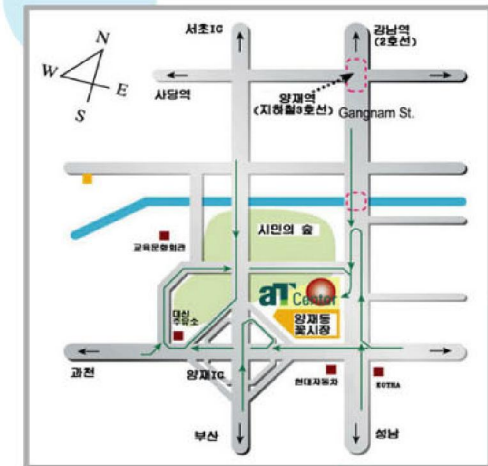 서초IC
강남역
(2호선)
N
W
E
S
사당역
양재역
(지하철3호선)
Gangnam St.
시민의 숲
교육문화회관
aT Center
대신
주유소
양재동
꽃시장
과천
양재IC
현대자동차
KOTRA
부산
성남